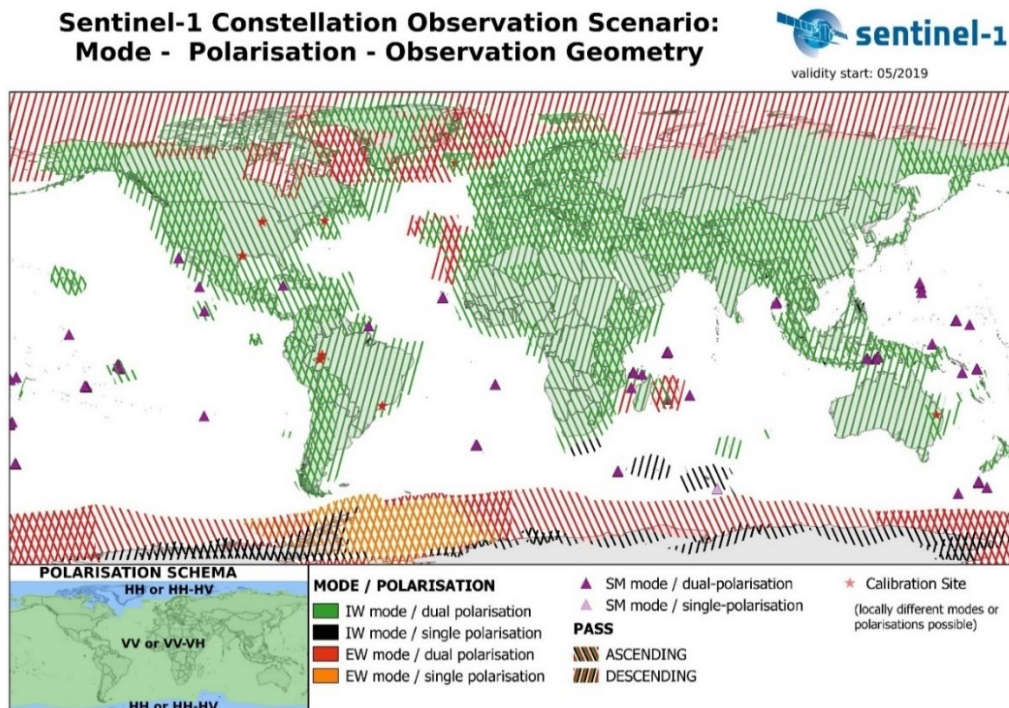 Sentinel-1 Constellation Observation Scenario:
Mode - Polarisation - Observation Geometry
sentinel-1
validity start: 05/2019
POLARISATION SCHEMA
HH or HH-HV
VV or VV-VH
HH or HH-HV
MODE / POLARISATION
IW mode / dual polarisation
IW mode / single polarisation
EW mode / dual polarisation
EW mode / single polarisation
SM mode / dual-polarisation
SM mode / single-polarisation
PASS
ASCENDING
DESCENDING
Calibration Site
(locally different modes or
polarisations possible)